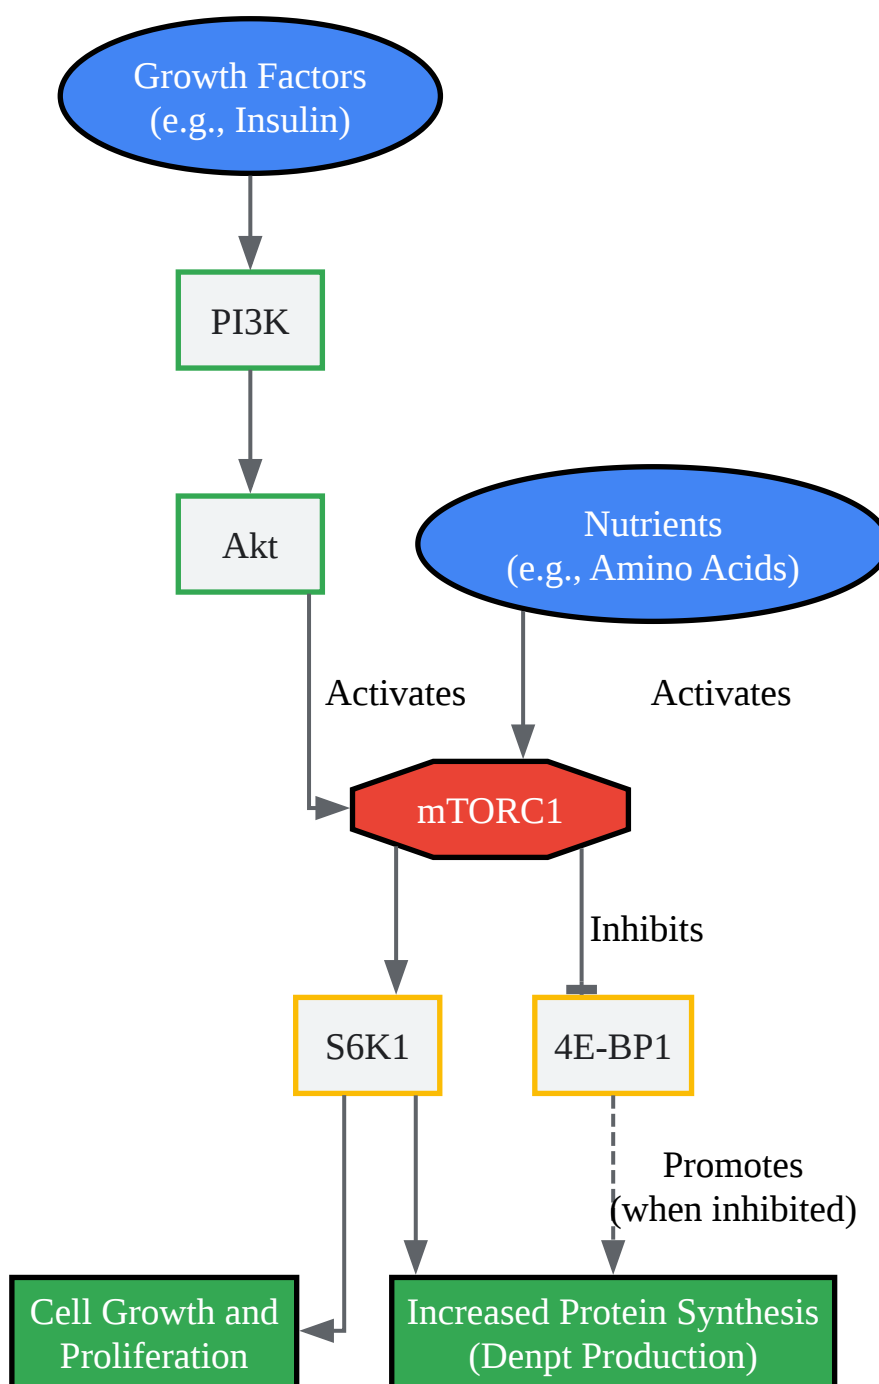 Growth Factors
(e.g., Insulin)
PI3K
Akt
Nutrients
(e.g., Amino Acids)
Activates
Activates
mTORC1
Inhibits
S6K1
4E-BP1
Promotes
(when inhibited)
Cell Growth and
Proliferation
Increased Protein Synthesis
(Denpt Production)